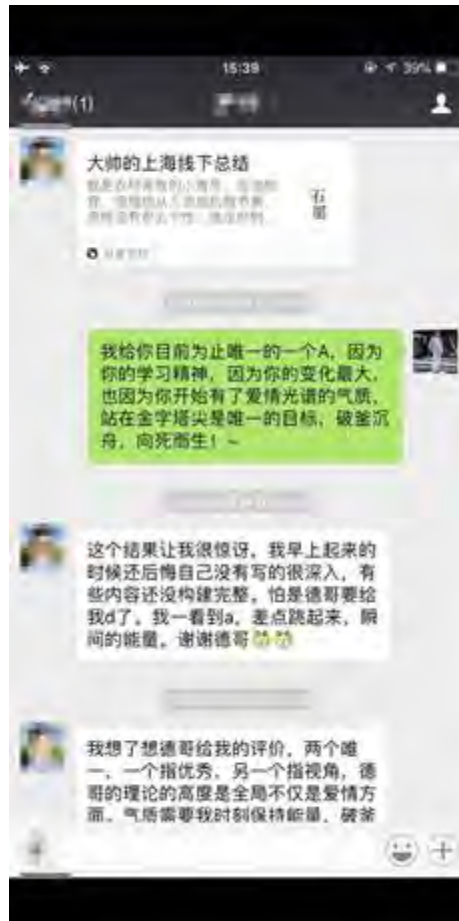 15:39
39%
(1)
大帅的上海线下总结
我给你目前为止唯一的一个A，因为
你的学习精神，因为你的变化最大，
也因为你开始有了爱情光谱的气质，
站在金字塔尖是唯一的目标，破釜沉
舟，向死而生！~
这个结果让我很惊讶，我早上起来的
时候还后悔自己没有写的很深入，有
些内容还没构建完整，怕是德哥要给
我d了，我一看到a，差点跳起来，瞬
间的能量，谢谢德哥
我想了想德哥给我的评价，两个唯
一，一个指优秀，另一个指视角，德
哥的理论的高度是全局不仅是爱情方
面，气质需要我时刻保持能量，破釜